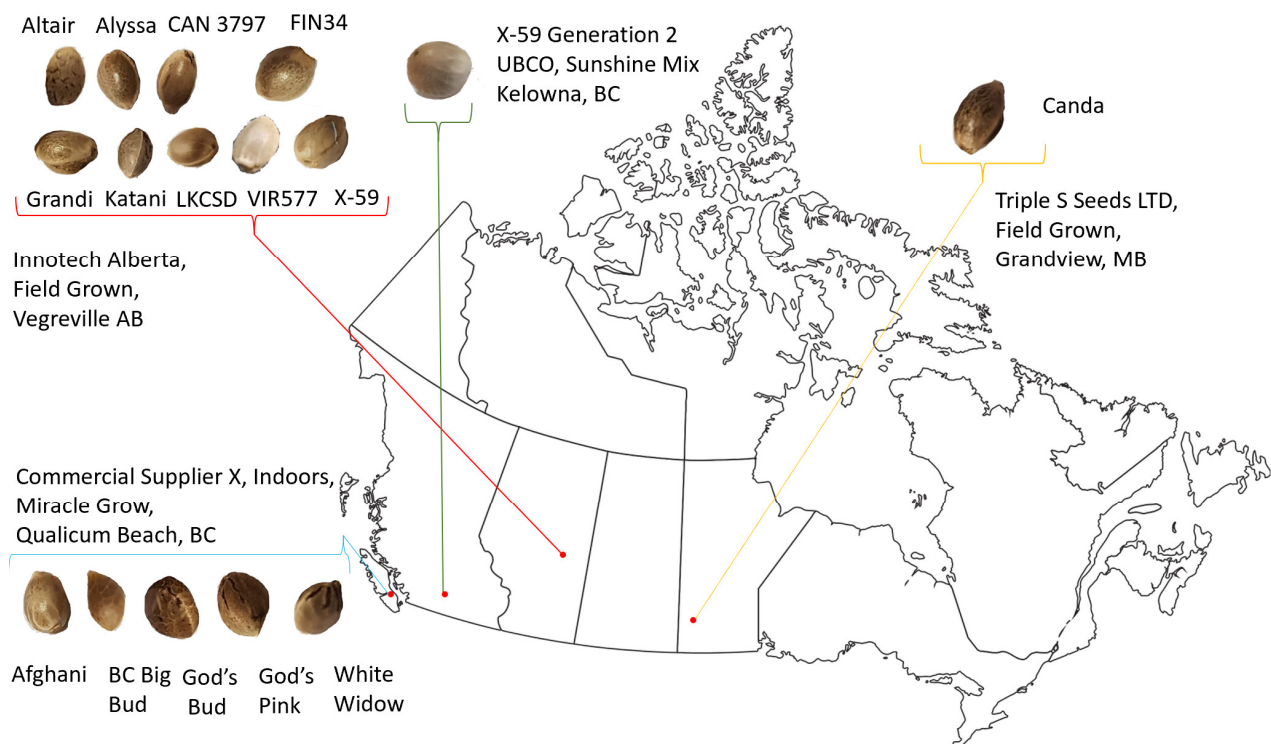 Altair Alyssa CAN 3797 FIN34
Grandi Katani LKCSD VIR577 X-59
Innotech Alberta,
Field Grown,
Vegreville AB
X-59 Generation 2
UBCO, Sunshine Mix
Kelowna, BC
Canda
Triple S Seeds LTD,
Field Grown,
Grandview, MB
Commercial Supplier X, Indoors,
Miracle Grow,
Qualicum Beach, BC
Afghani
BC Big
Bud
God's
Bud
God's
Pink
White
Widow